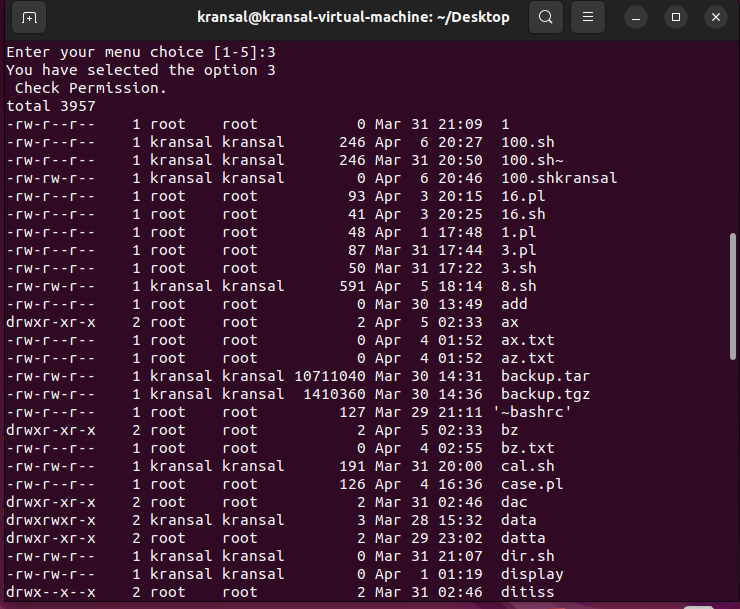 kransal@kransal-virtual-machine: ~/Desktop
Enter your menu choice [1-5]:3
You have selected the option 3
 Check Permission.
total 3957
-rw-r--r--    1 root    root           0 Mar 31 21:09  1
-rw-r--r--    1 kransal kransal      246 Apr  6 20:27  100.sh
-rw-r--r--    1 kransal kransal      246 Mar 31 20:50  100.sh~
-rw-rw-r--    1 kransal kransal        0 Apr  6 20:46  100.shkransal
-rw-r--r--    1 root    root          93 Apr  3 20:15  16.pl
-rw-r--r--    1 root    root          41 Apr  3 20:25  16.sh
-rw-r--r--    1 root    root          48 Apr  1 17:48  1.pl
-rw-r--r--    1 root    root          87 Mar 31 17:44  3.pl
-rw-r--r--    1 root    root          50 Mar 31 17:22  3.sh
-rw-rw-r--    1 kransal kransal      591 Apr  5 18:14  8.sh
-rw-r--r--    1 root    root           0 Mar 30 13:49  add
drwxr-xr-x    2 root    root           2 Apr  5 02:33  ax
-rw-r--r--    1 root    root           0 Apr  4 01:52  ax.txt
-rw-r--r--    1 root    root           0 Apr  4 01:52  az.txt
-rw-rw-r--    1 kransal kransal 10711040 Mar 30 14:31  backup.tar
-rw-rw-r--    1 kransal kransal  1410360 Mar 30 14:36  backup.tgz
-rw-r--r--    1 root    root         127 Mar 29 21:11 '~bashrc'
drwxr-xr-x    2 root    root           2 Apr  5 02:33  bz
-rw-r--r--    1 root    root           0 Apr  4 02:55  bz.txt
-rw-rw-r--    1 kransal kransal      191 Mar 31 20:00  cal.sh
-rw-r--r--    1 root    root         126 Apr  4 16:36  case.pl
drwxr-xr-x    2 root    root           2 Mar 31 02:46  dac
drwxrwxr-x    2 kransal kransal        3 Mar 28 15:32  data
drwxr-xr-x    2 root    root           2 Mar 29 23:02  datta
-rw-rw-r--    1 kransal kransal        0 Mar 31 21:07  dir.sh
-rw-rw-r--    1 kransal kransal        0 Apr  1 01:19  display
drwx--x--x    2 root    root           2 Mar 31 02:46  ditiss